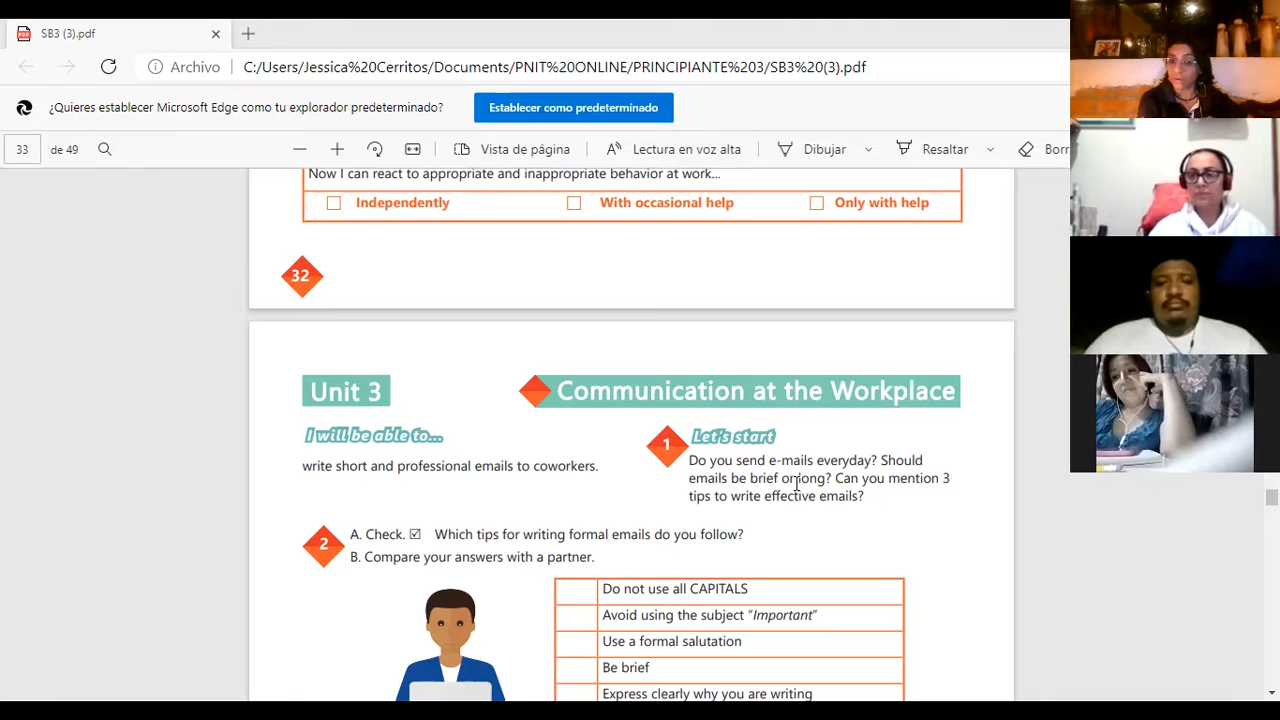 SB3 (3).pdf
Archivo
C:/Users/Jessica%20Cerritos/Documents/PNIT%20ONLINE/PRINCIPIANTE%203/SB3%20(3).pdf
¿Quieres establecer Microsoft Edge como tu explorador predeterminado?
Establecer como predeterminado
33 de 49
Vista de página
Lectura en voz alta
Dibujar
Resaltar
Borr
Now I can react to appropriate and inappropriate behavior at work...
Independently
With occasional help
Only with help
32
Unit 3
Communication at the Workplace
I will be able to...
write short and professional emails to coworkers.
1
Let's start
Do you send e-mails everyday? Should
emails be brief or long? Can you mention 3
tips to write effective emails?
2
A. Check. ☑ Which tips for writing formal emails do you follow?
B. Compare your answers with a partner.
Do not use all CAPITALS
Avoid using the subject "Important"
Use a formal salutation
Be brief
Express clearly why you are writing